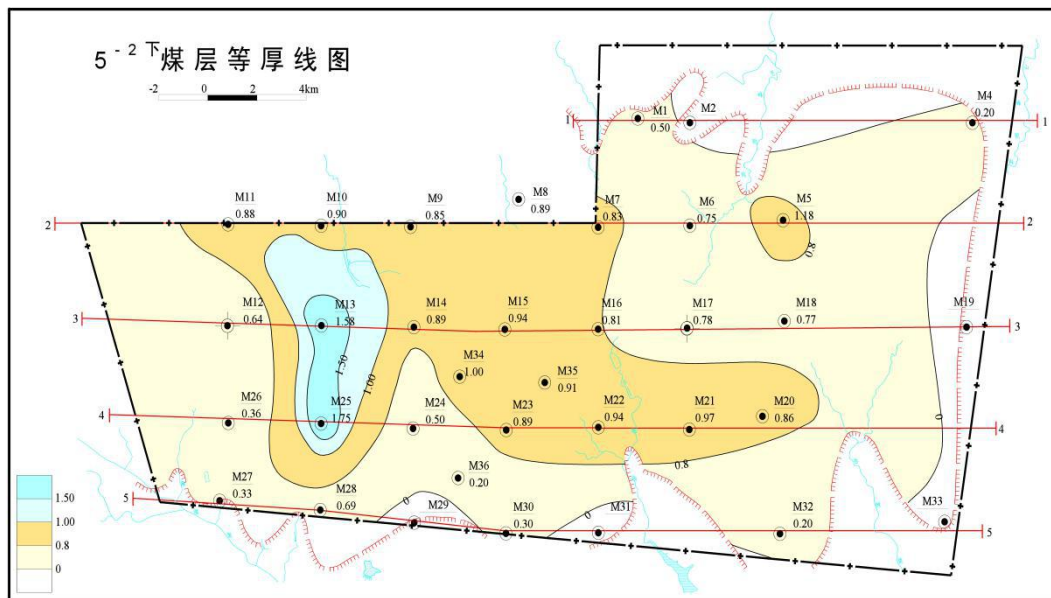 5⁻²下煤层等厚线图
-2 0 2 4km
M1
0.50
M2
M4
0.20
1 1
M11
0.88
M10
0.90
M9
0.85
M8
0.89
M7
0.83
M6
0.75
M5
1.18
0.8
2 2
M12
0.64
M13
1.58
M14
0.89
M15
0.94
M16
0.81
M17
0.78
M18
0.77
M19
3 3
1.50
1.00
M34
1.00
M35
0.91
M26
0.36
M25
1.75
M24
0.50
M23
0.89
M22
0.94
M21
0.97
M20
0.86
0
4 4
0.8
M36
0.20
M27
0.33
M28
0.69
0
M29
M30
0.30
0
M31
M32
0.20
M33
5 5
1.50
1.00
0.8
0